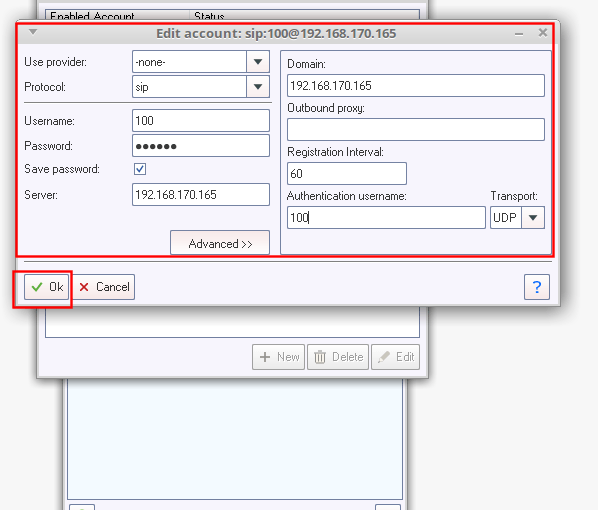 Enabled Account Status
Edit account: sip:100@192.168.170.165
Use provider: -none-
Protocol: sip
Username: 100
Password: ●●●●●●
Save password:
Server: 192.168.170.165
Advanced >>
Domain:
192.168.170.165
Outbound proxy:
Registration Interval:
60
Authentication username: Transport:
100 UDP
Ok Cancel ?
New Delete Edit